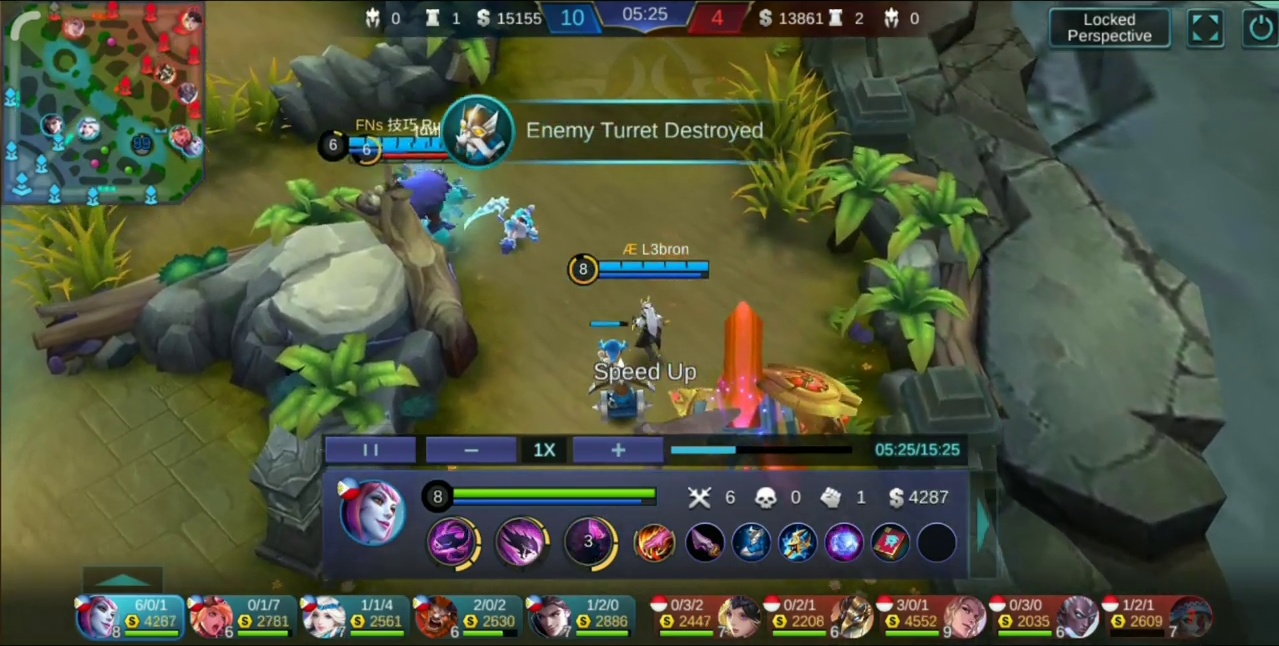 0 1 $ 15155 10 05:25 4 $ 13861 2 0
Locked
Perspective
FNs 技巧 Ru
6
6
Enemy Turret Destroyed
Æ L3bron
8
Speed Up
1X
05:25/15:25
8
6 0 1 $ 4287
3
6/0/1 0/1/7 1/1/4 2/0/2 1/2/0 0/3/2 0/2/1 3/0/1 0/3/0 1/2/1
4287 2781 2561 2530 2886 2447 2208 4552 2035 2609
8 6 7 6 7 7 6 9 6 7